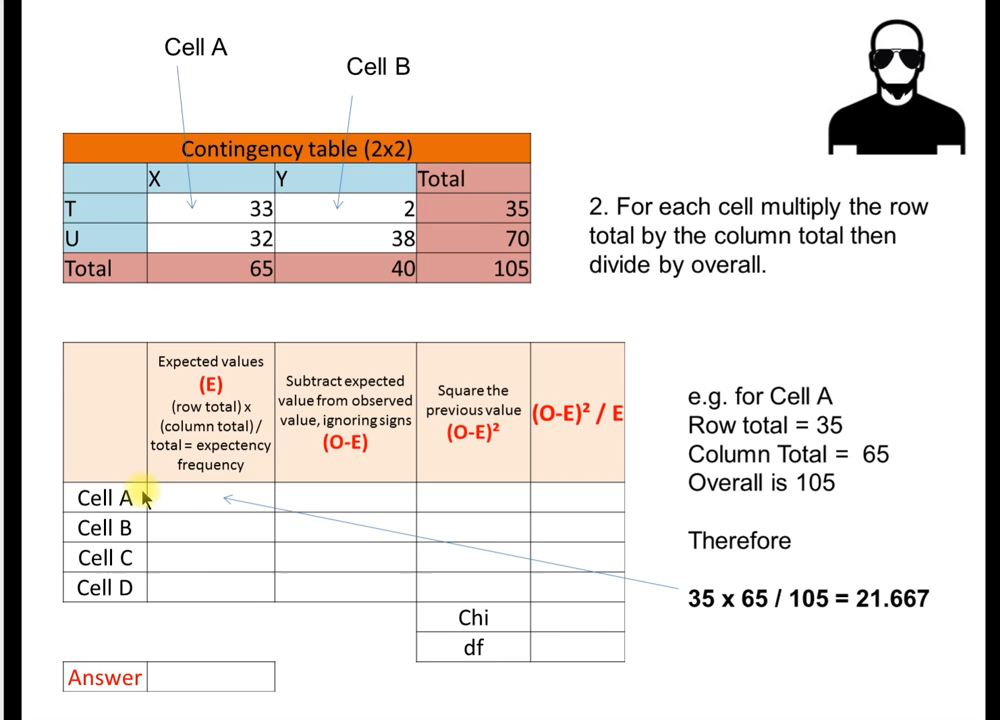 Cell A
Cell B
Contingency table (2x2)
X Y Total
T 33 2 35
U 32 38 70
Total 65 40 105
2. For each cell multiply the row
total by the column total then
divide by overall.
Expected values
(E)
(row total) x
(column total) /
total = expectency
frequency
Subtract expected
value from observed
value, ignoring signs
(O-E)
Square the
previous value
(O-E)²
(O-E)² / E
Cell A
Cell B
Cell C
Cell D
Chi
df
Answer
e.g. for Cell A
Row total = 35
Column Total = 65
Overall is 105
Therefore
35 x 65 / 105 = 21.667